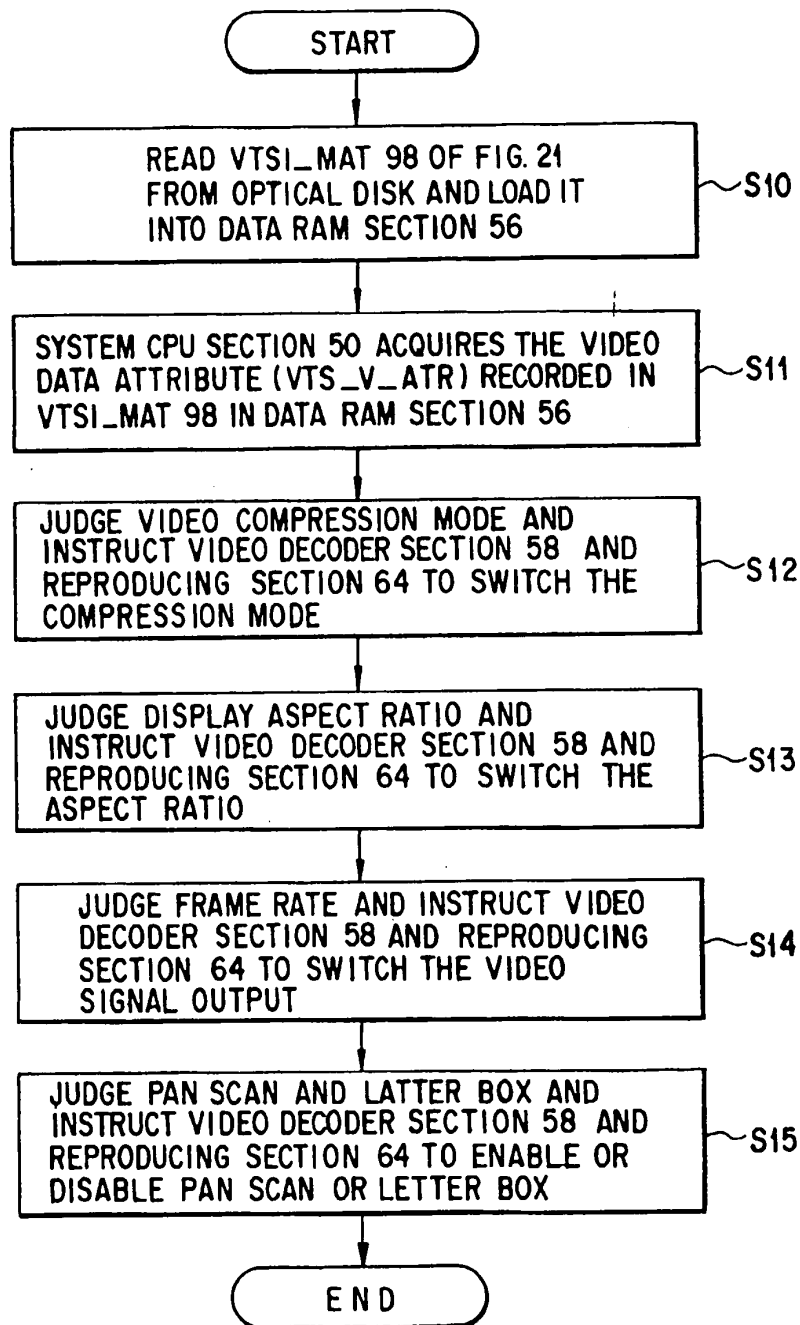 START
READ VTSI_MAT 98 OF FIG. 21
FROM OPTICAL DISK AND LOAD IT
INTO DATA RAM SECTION 56
S10
SYSTEM CPU SECTION 50 ACQUIRES THE VIDEO
DATA ATTRIBUTE (VTS_V_ATR) RECORDED IN
VTSI_MAT 98 IN DATA RAM SECTION 56
S11
JUDGE VIDEO COMPRESSION MODE AND
INSTRUCT VIDEO DECODER SECTION 58 AND
REPRODUCING SECTION 64 TO SWITCH THE
COMPRESSION MODE
S12
JUDGE DISPLAY ASPECT RATIO AND
INSTRUCT VIDEO DECODER SECTION 58 AND
REPRODUCING SECTION 64 TO SWITCH THE
ASPECT RATIO
S13
JUDGE FRAME RATE AND INSTRUCT VIDEO
DECODER SECTION 58 AND REPRODUCING
SECTION 64 TO SWITCH THE VIDEO
SIGNAL OUTPUT
S14
JUDGE PAN SCAN AND LATTER BOX AND
INSTRUCT VIDEO DECODER SECTION 58 AND
REPRODUCING SECTION 64 TO ENABLE OR
DISABLE PAN SCAN OR LETTER BOX
S15
END